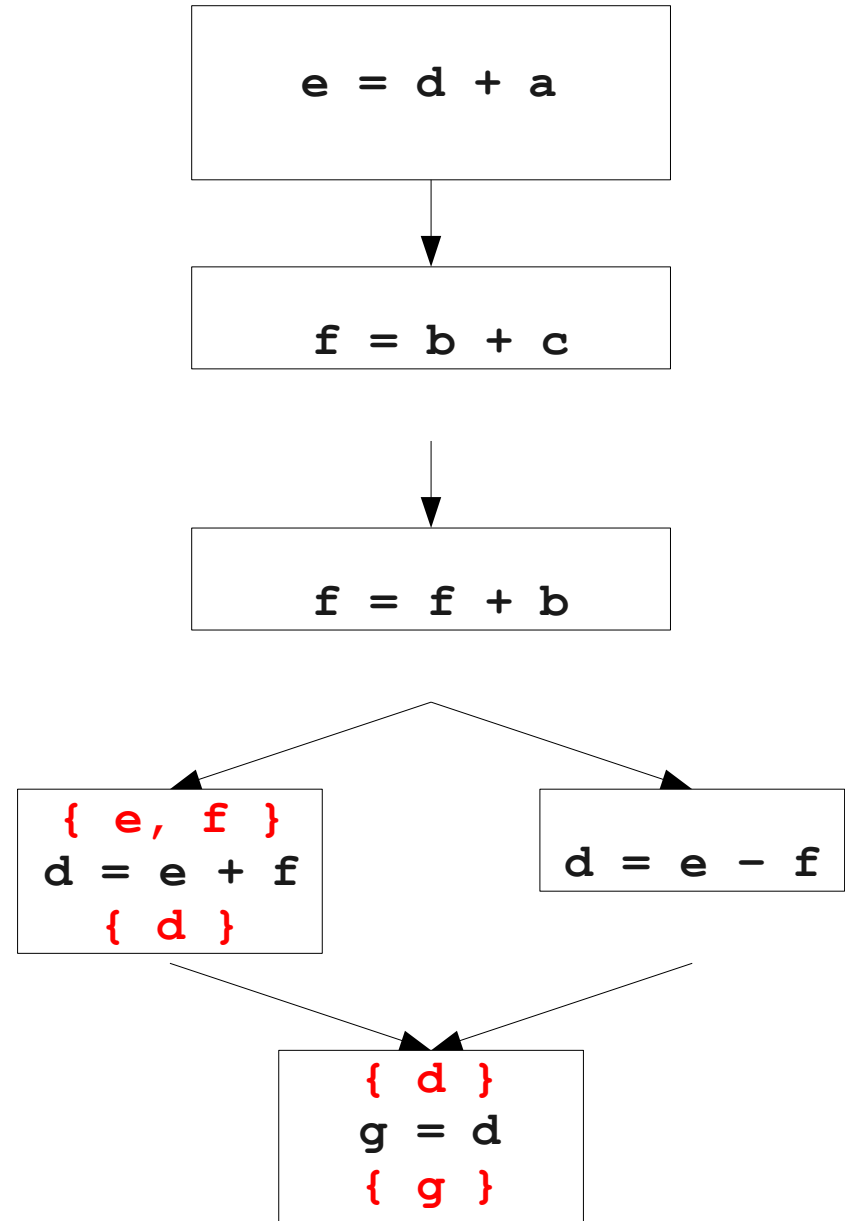 e = d + a
f = b + c
f = f + b
{ e, f }
d = e + f
{ d }
d = e - f
{ d }
g = d
{ g }